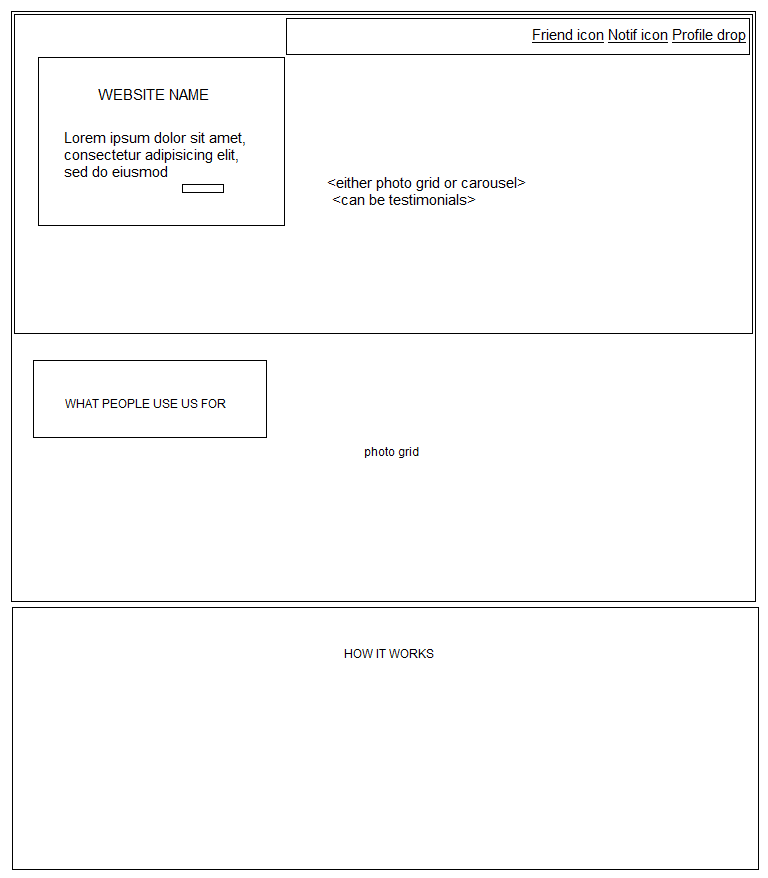 Friend icon Notif icon Profile drop
WEBSITE NAME
Lorem ipsum dolor sit amet,
consectetur adipisicing elit,
sed do eiusmod
<either photo grid or carousel>
<can be testimonials>
WHAT PEOPLE USE US FOR
photo grid
HOW IT WORKS